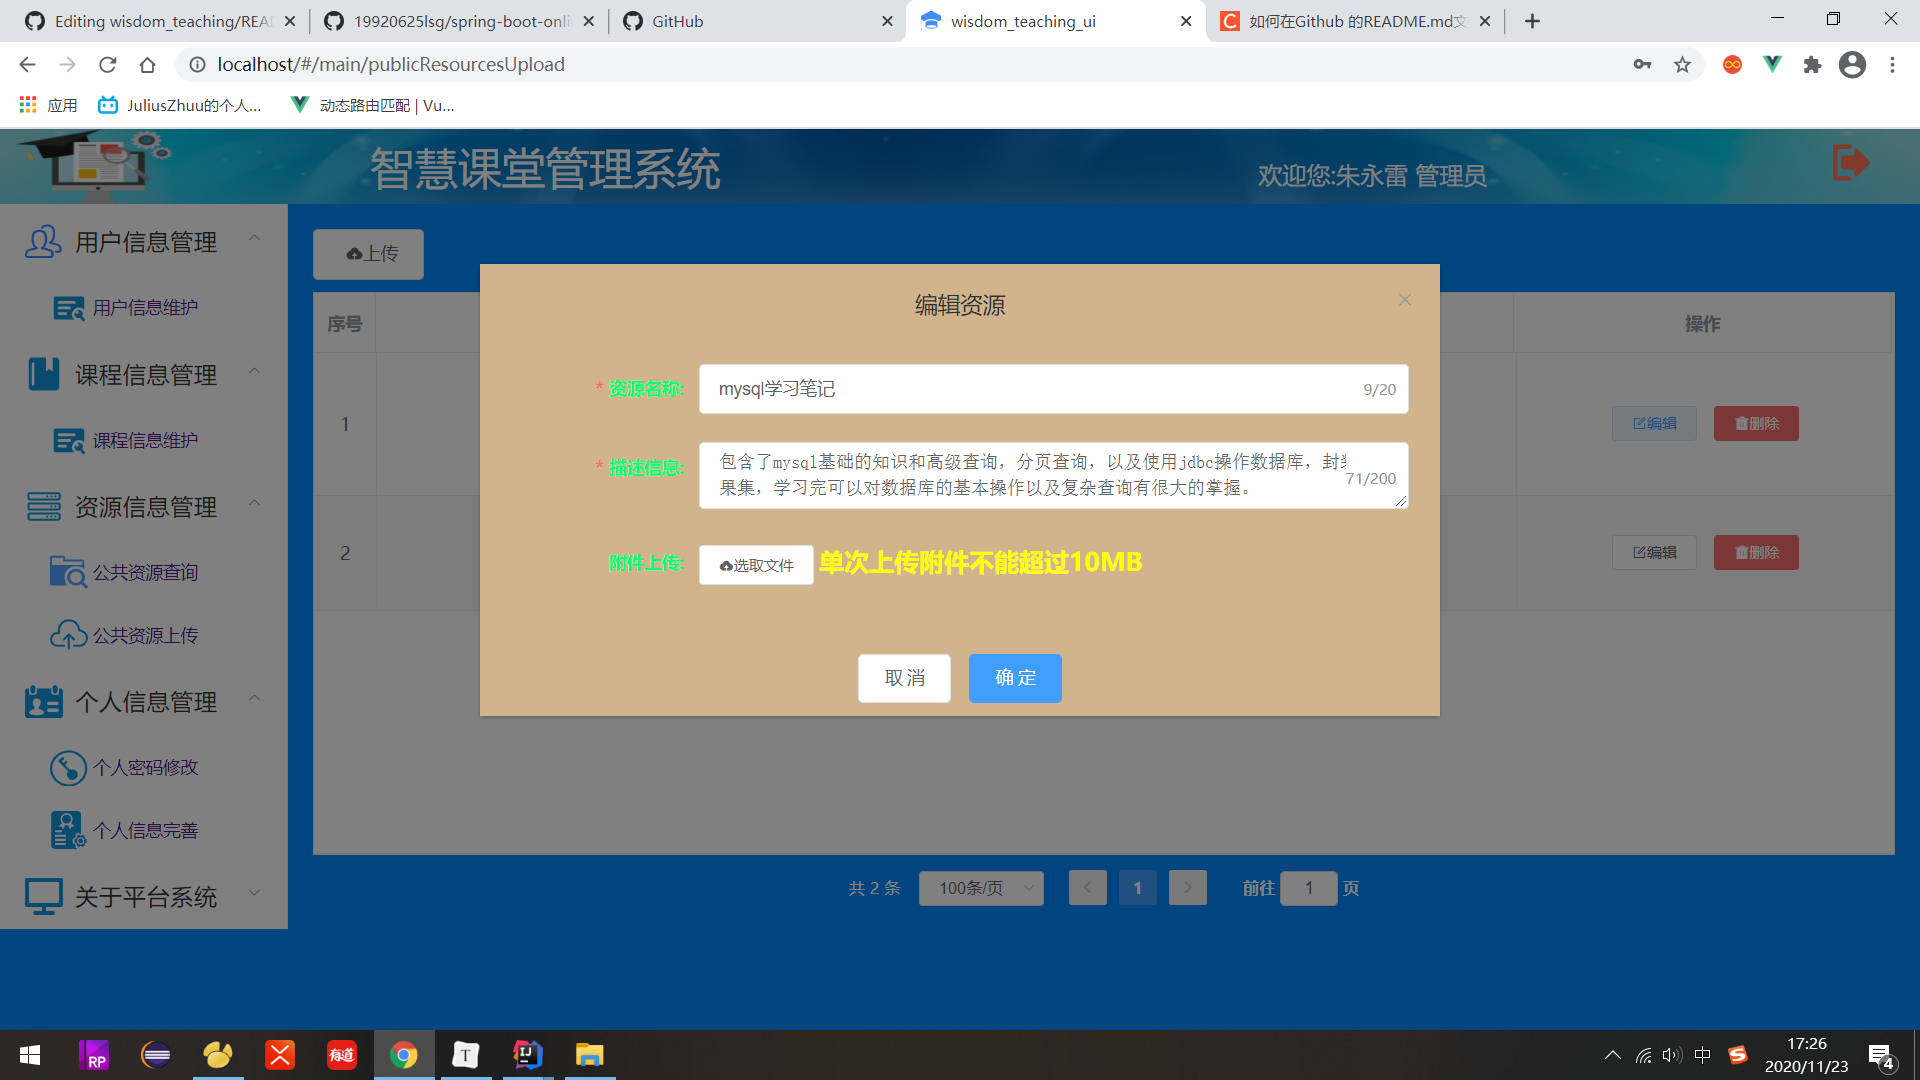 Editing wisdom_teaching/READ
19920625lsg/spring-boot-onli
GitHub
wisdom_teaching_ui
如何在Github 的README.md文
localhost/#/main/publicResourcesUpload
应用
JuliusZhuu的个人...
动态路由匹配 | Vu...
智慧课堂管理系统
欢迎您:朱永雷 管理员
用户信息管理
用户信息维护
课程信息管理
课程信息维护
资源信息管理
公共资源查询
公共资源上传
个人信息管理
个人密码修改
个人信息完善
关于平台系统
上传
序号
操作
1
编辑
删除
2
编辑
删除
编辑资源
* 资源名称:
mysql学习笔记
9/20
* 描述信息:
包含了mysql基础的知识和高级查询，分页查询，以及使用jdbc操作数据库，封
果集，学习完可以对数据库的基本操作以及复杂查询有很大的掌握。
71/200
附件上传:
选取文件
单次上传附件不能超过10MB
取 消
确 定
共 2 条
100条/页
1
前往
1
页
RP
有道
T
IJ
中
S
17:26
2020/11/23
4